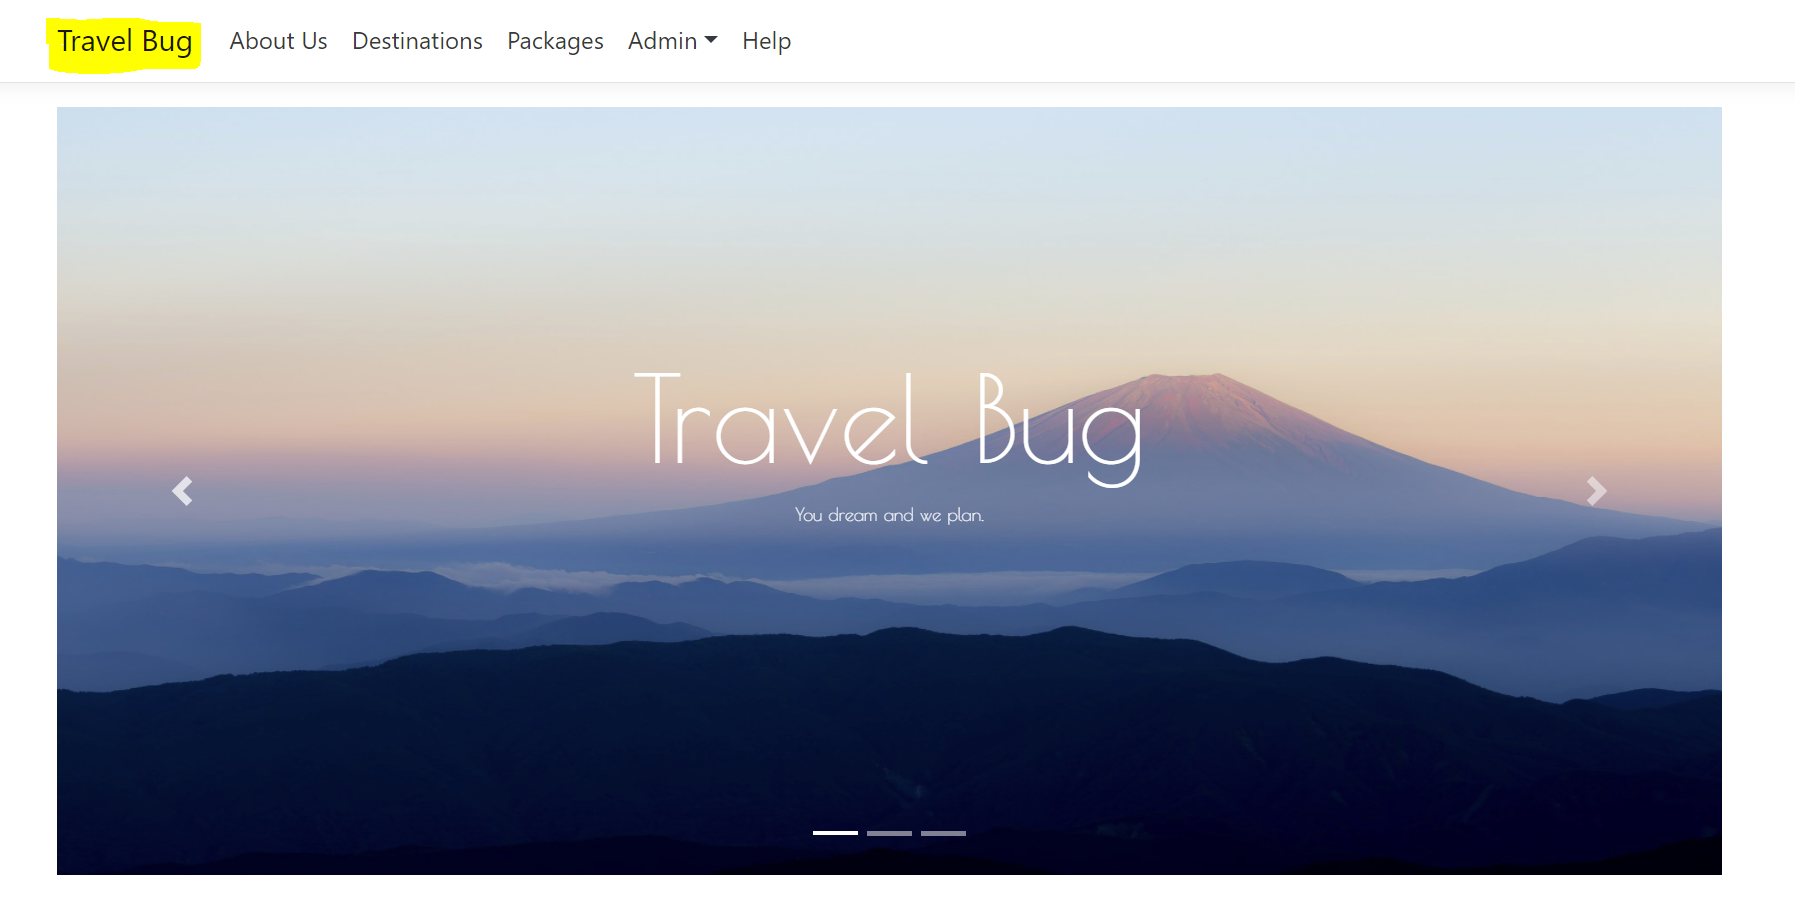 Travel Bug About Us Destinations Packages Admin Help
Travel Bug
You dream and we plan.